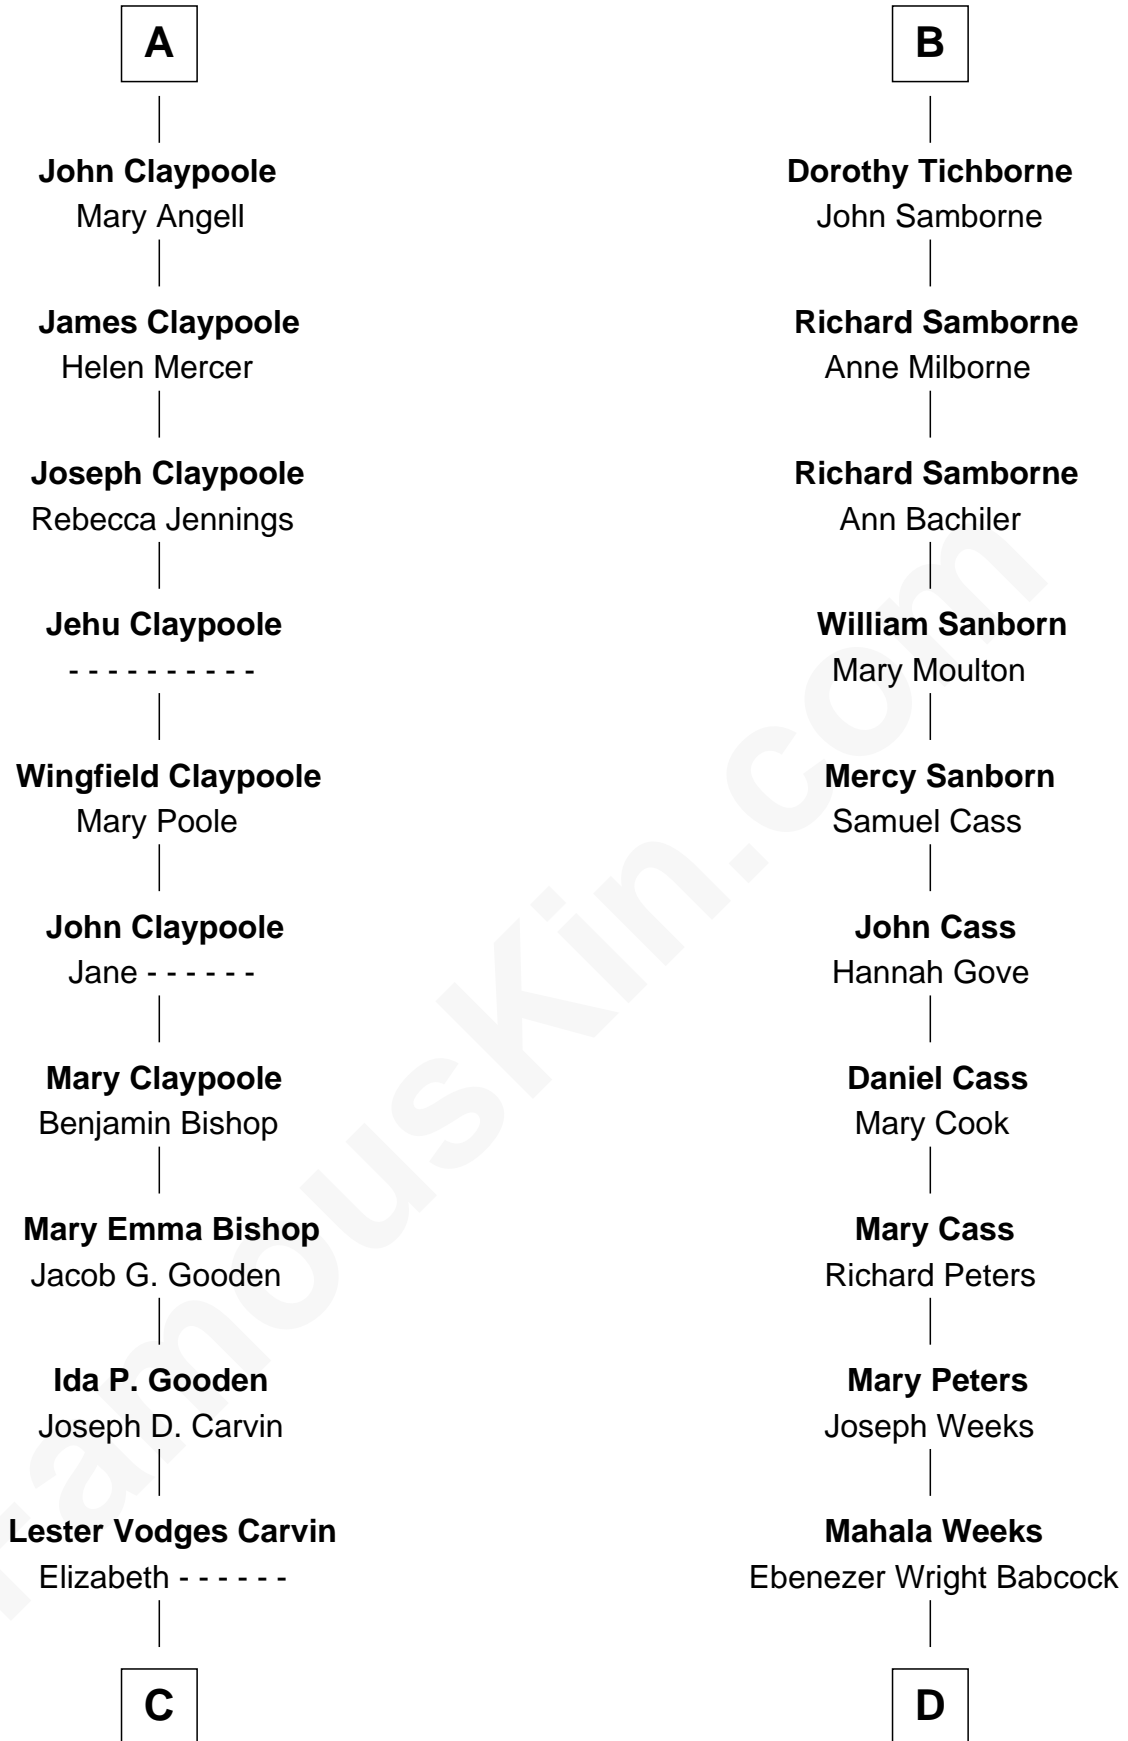 A
John Claypoole
Mary Angell
James Claypoole
Helen Mercer
Joseph Claypoole
Rebecca Jennings
Jehu Claypoole
- - - - - - - - - -
Wingfield Claypoole
Mary Poole
John Claypoole
Jane - - - - - -
Mary Claypoole
Benjamin Bishop
Mary Emma Bishop
Jacob G. Gooden
Ida P. Gooden
Joseph D. Carvin
Lester Vodges Carvin
Elizabeth - - - - - -
C
B
Dorothy Tichborne
John Samborne
Richard Samborne
Anne Milborne
Richard Samborne
Ann Bachiler
William Sanborn
Mary Moulton
Mercy Sanborn
Samuel Cass
John Cass
Hannah Gove
Daniel Cass
Mary Cook
Mary Cass
Richard Peters
Mary Peters
Joseph Weeks
Mahala Weeks
Ebenezer Wright Babcock
D
FamousKin.com